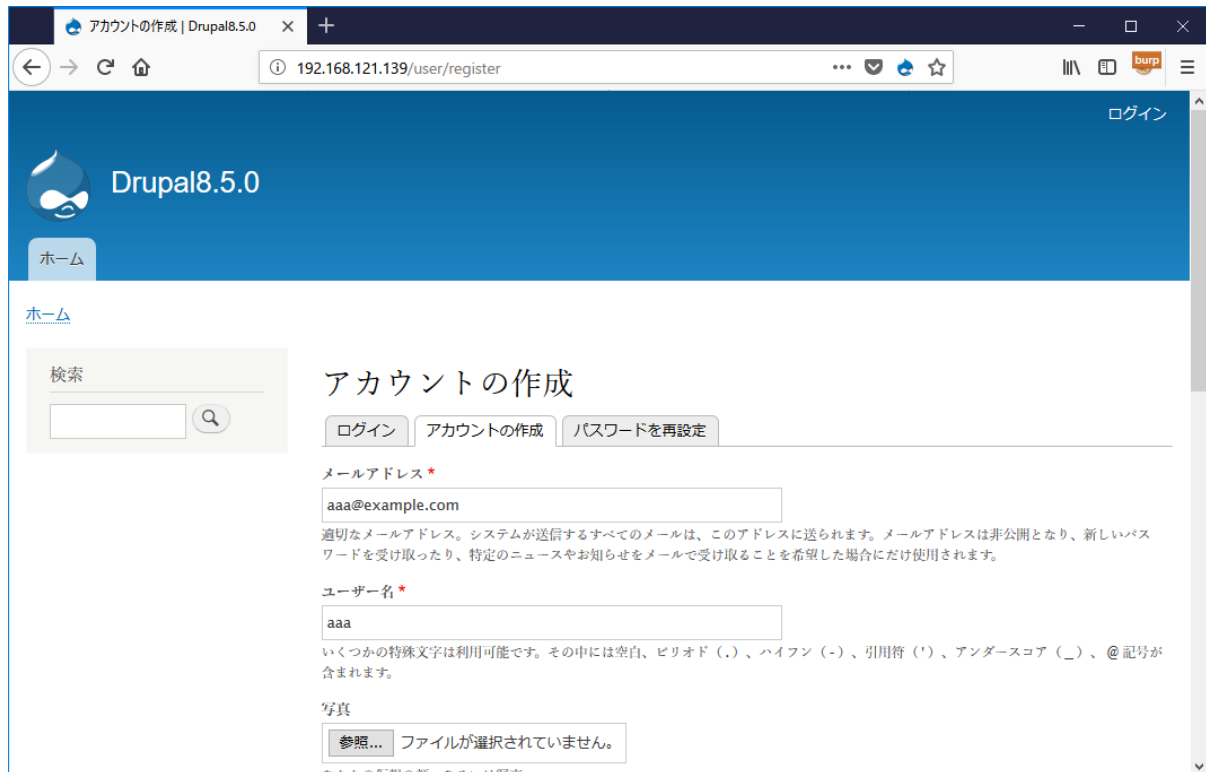 アカウントの作成 | Drupal8.5.0
192.168.121.139/user/register
burp
ログイン
Drupal8.5.0
ホーム
ホーム
検索
アカウントの作成
ログイン アカウントの作成 パスワードを再設定
メールアドレス *
aaa@example.com
適切なメールアドレス。システムが送信するすべてのメールは、このアドレスに送られます。メールアドレスは非公開となり、新しいパス
ワードを受け取ったり、特定のニュースやお知らせをメールで受け取ることを希望した場合にだけ使用されます。
ユーザー名 *
aaa
いくつかの特殊文字は利用可能です。その中には空白、ピリオド（.）、ハイフン（-）、引用符（'）、アンダースコア（_）、@ 記号が
含まれます。
写真
参照... ファイルが選択されていません。